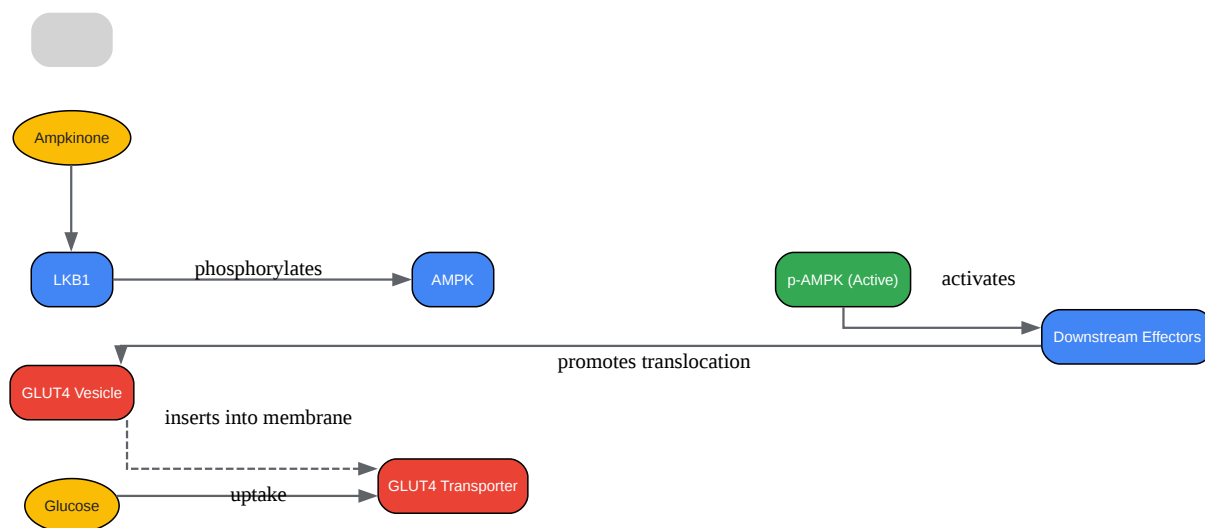 Ampkinone
LKB1
phosphorylates
AMPK
p-AMPK (Active)
activates
Downstream Effectors
promotes translocation
GLUT4 Vesicle
inserts into membrane
GLUT4 Transporter
uptake
Glucose